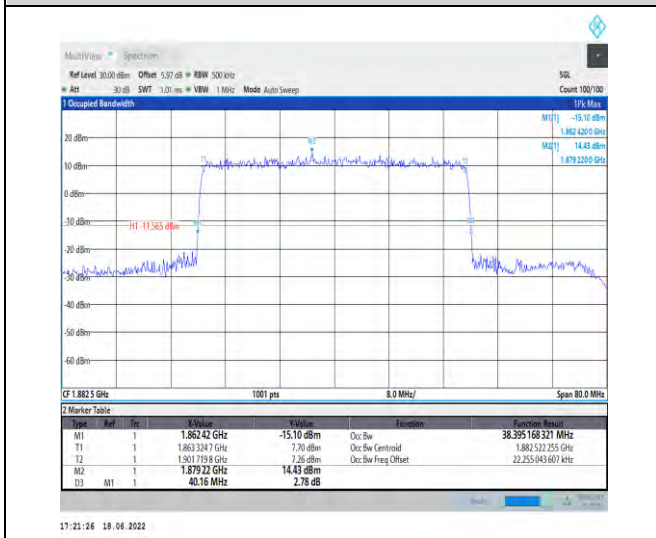 MultiView Spectrum
Ref Level 30.00 dBm Offset 5.97 dB RBW 500 kHz SGL
Att 30 dB SWT 1.01 ms VBW 1 MHz Mode Auto Sweep Count 100/100
1 Occupied Bandwidth 1Pk Max
M1[1] -15.10 dBm
1.862 4200 GHz
M2[1] 14.43 dBm
1.879 2200 GHz
20 dBm
M2
T1 T2
10 dBm
0 dBm
-10 dBm
H1 -11.565 dBm M1 D3
-20 dBm
-30 dBm
-40 dBm
-50 dBm
-60 dBm
CF 1.882 5 GHz 1001 pts 8.0 MHz/ Span 80.0 MHz
2 Marker Table
Type Ref Trc X-Value Y-Value Function Function Result
M1 1 1.862 42 GHz -15.10 dBm Occ Bw 38.395 168 321 MHz
T1 1 1.863 324 7 GHz 7.70 dBm Occ Bw Centroid 1.882 522 255 GHz
T2 1 1.901 719 8 GHz 7.26 dBm Occ Bw Freq Offset 22.255 043 607 kHz
M2 1 1.879 22 GHz 14.43 dBm
D3 M1 1 40.16 MHz 2.78 dB
17:21:26 18.06.2022